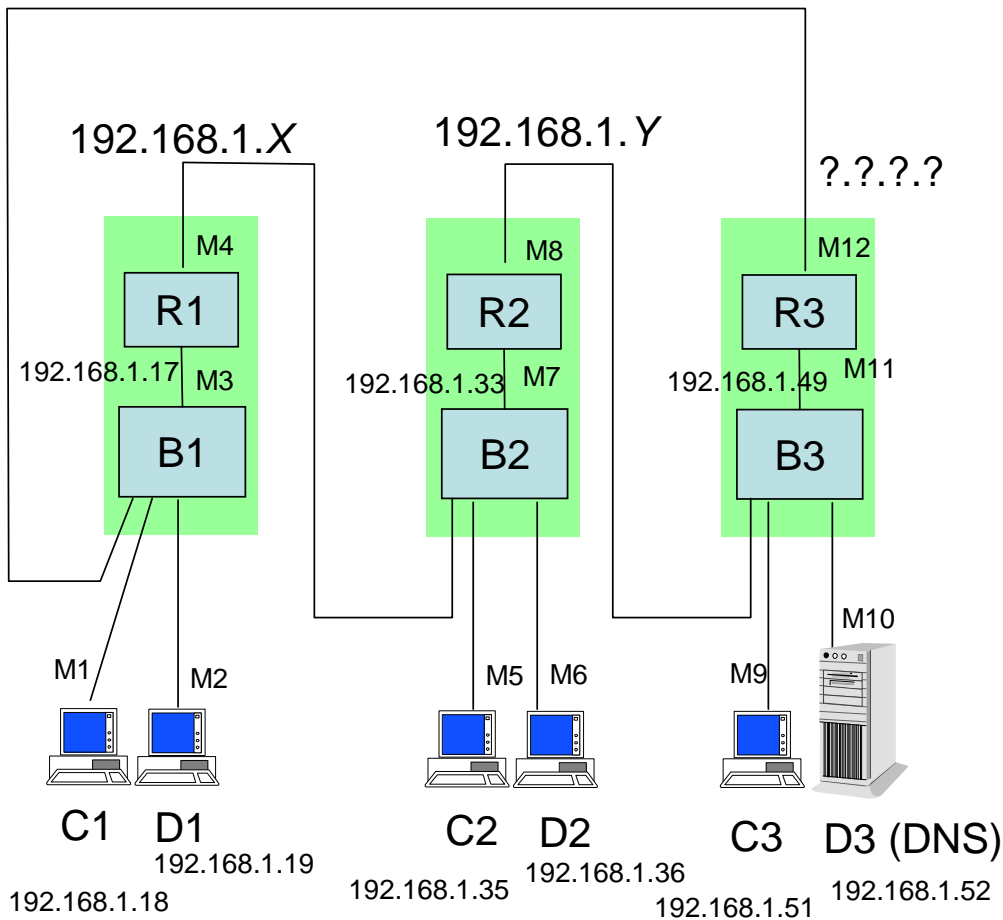 192.168.1.X
192.168.1.Y
?.?.?.?
M4
M8
M12
R1
R2
R3
192.168.1.17
M3
192.168.1.33
M7
192.168.1.49
M11
B1
B2
B3
M1
M2
M5
M6
M9
M10
C1
D1
C2
D2
C3
D3 (DNS)
192.168.1.19
192.168.1.36
192.168.1.35
192.168.1.52
192.168.1.18
192.168.1.51